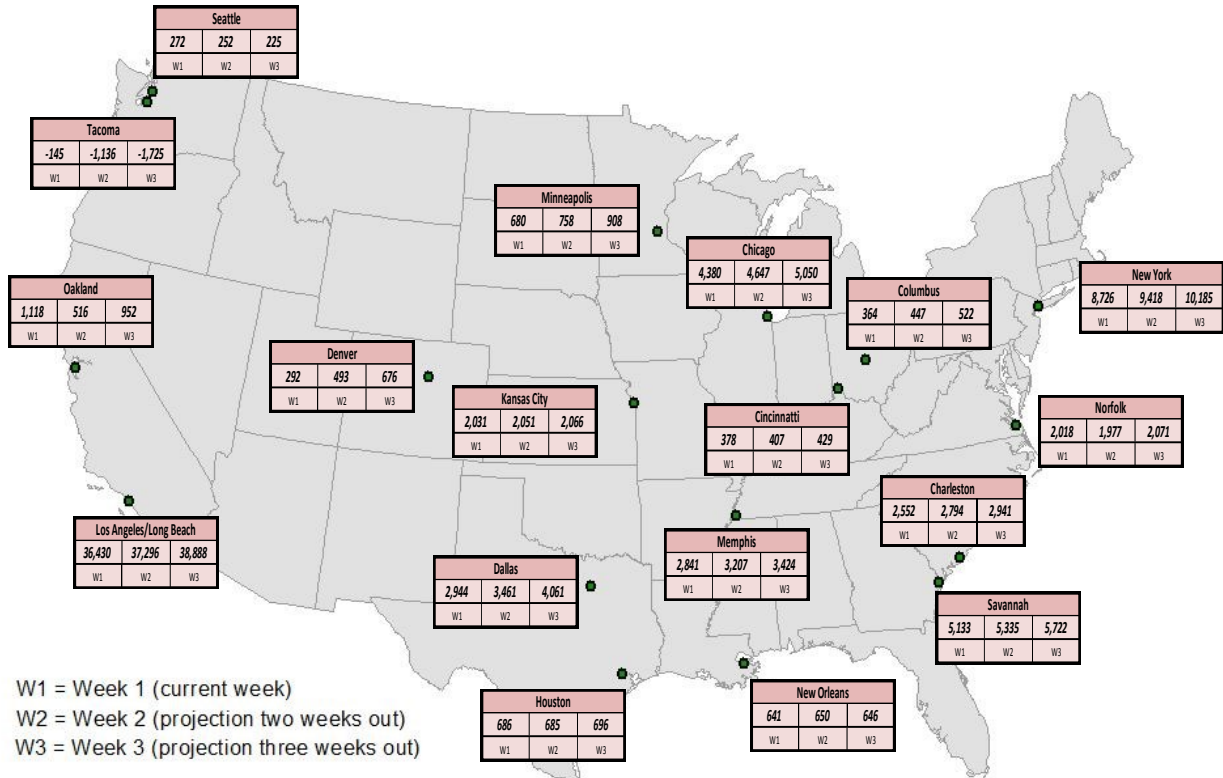 Seattle
272 252 225
W1 W2 W3
Tacoma
-145 -1,136 -1,725
W1 W2 W3
Minneapolis
680 758 908
W1 W2 W3
Chicago
4,380 4,647 5,050
W1 W2 W3
Oakland
1,118 516 952
W1 W2 W3
Columbus
364 447 522
W1 W2 W3
New York
8,726 9,418 10,185
W1 W2 W3
Denver
292 493 676
W1 W2 W3
Kansas City
2,031 2,051 2,066
W1 W2 W3
Cincinnatti
378 407 429
W1 W2 W3
Norfolk
2,018 1,977 2,071
W1 W2 W3
Charleston
2,552 2,794 2,941
W1 W2 W3
Los Angeles/Long Beach
36,430 37,296 38,888
W1 W2 W3
Memphis
2,841 3,207 3,424
W1 W2 W3
Dallas
2,944 3,461 4,061
W1 W2 W3
Savannah
5,133 5,335 5,722
W1 W2 W3
Houston
686 685 696
W1 W2 W3
New Orleans
641 650 646
W1 W2 W3
W1 = Week 1 (current week)
W2 = Week 2 (projection two weeks out)
W3 = Week 3 (projection three weeks out)